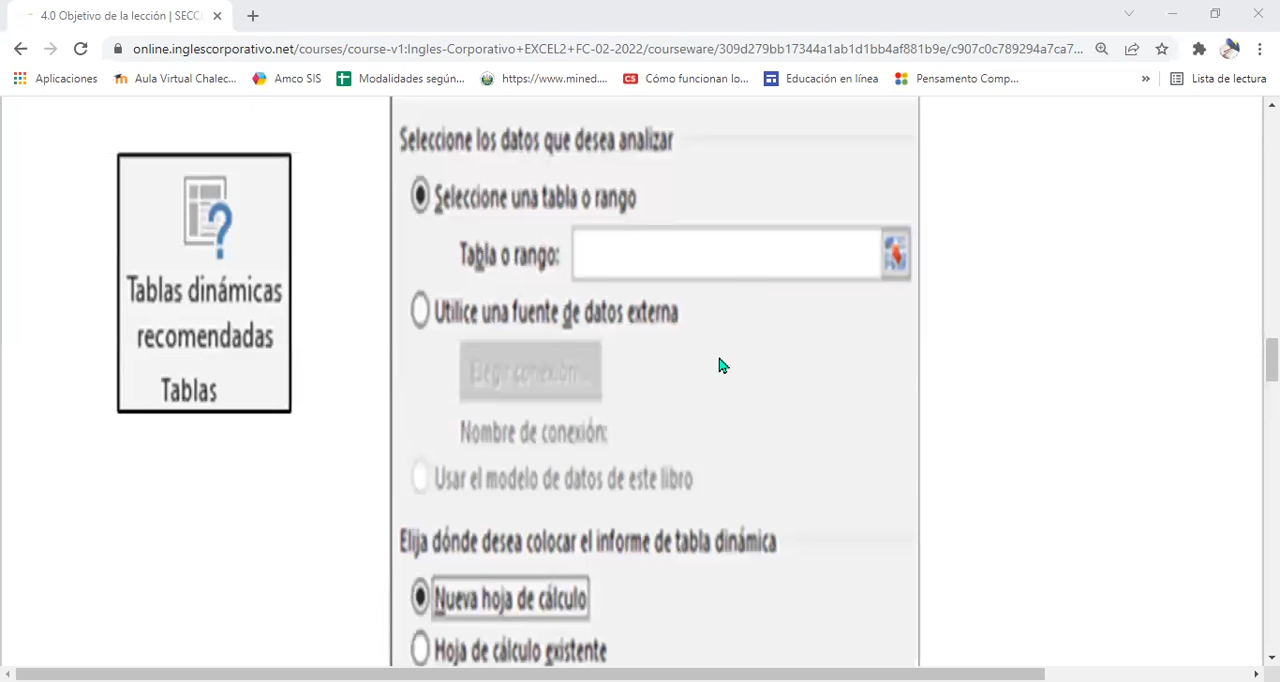 4.0 Objetivo de la lección | SECC
online.inglescorporativo.net/courses/course-v1:Ingles-Corporativo+EXCEL2+FC-02-2022/courseware/309d279bb17344a1ab1d1bb4af881b9e/c907c0c789294a7ca7...
Aplicaciones
Aula Virtual Chalec...
Amco SIS
Modalidades según...
https://www.mined...
CS
Cómo funciona lo...
Educación en línea
Pensamento Comp...
»
Lista de lectura
Tablas dinámicas
recomendadas
Tablas
Seleccione los datos que desea analizar
Seleccione una tabla o rango
Tabla o rango:
Utilice una fuente de datos externa
Elegir conexión...
Nombre de conexión:
Usar el modelo de datos de este libro
Elija dónde desea colocar el informe de tabla dinámica
Nueva hoja de cálculo
Hoja de cálculo existente